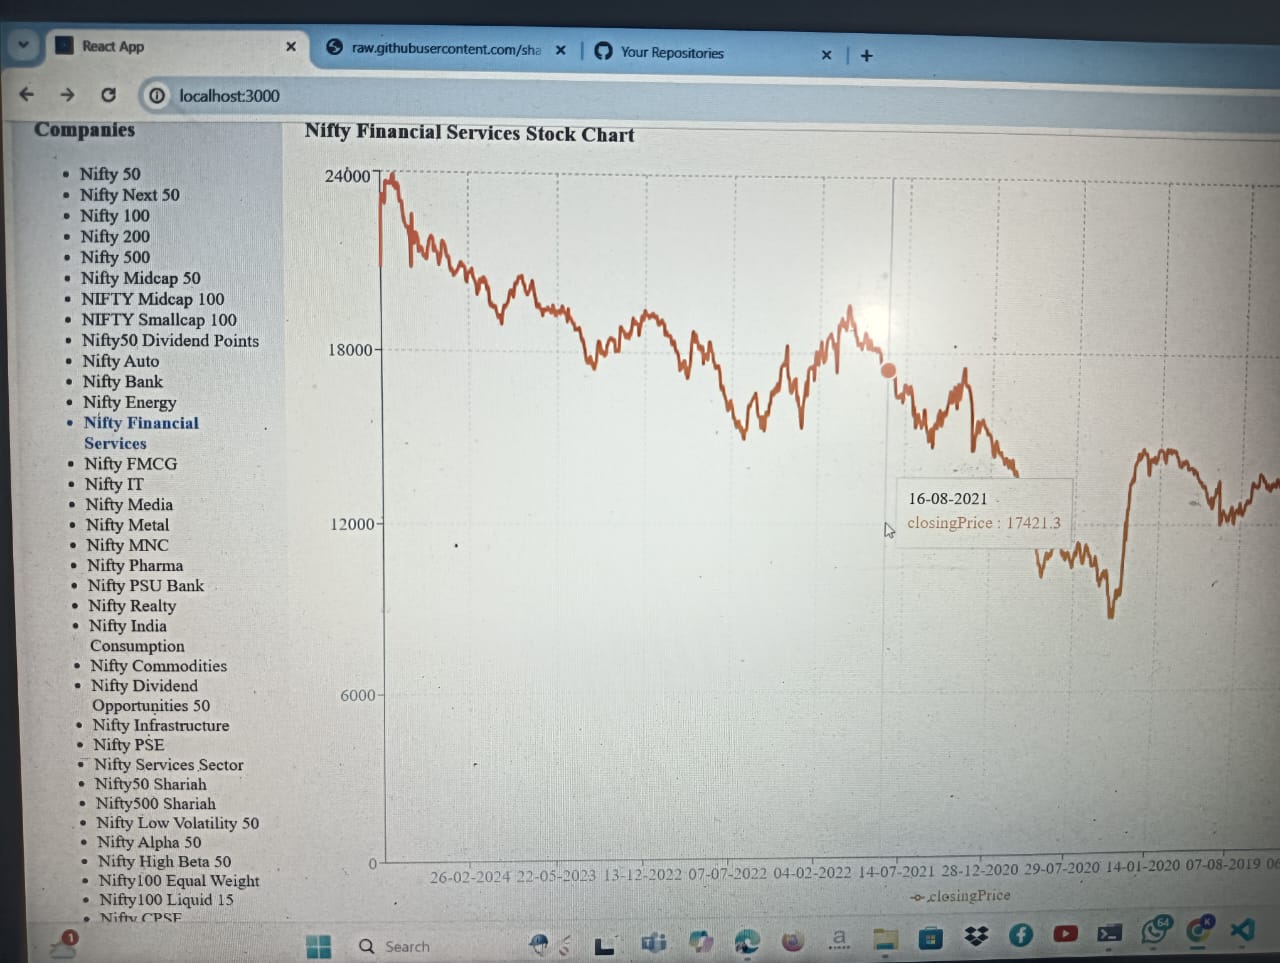 React App
raw.githubusercontent.com/sha
Your Repositories
localhost:3000
Companies
Nifty 50
Nifty Next 50
Nifty 100
Nifty 200
Nifty 500
Nifty Midcap 50
NIFTY Midcap 100
NIFTY Smallcap 100
Nifty50 Dividend Points
Nifty Auto
Nifty Bank
Nifty Energy
Nifty Financial
Services
Nifty FMCG
Nifty IT
Nifty Media
Nifty Metal
Nifty MNC
Nifty Pharma
Nifty PSU Bank
Nifty Realty
Nifty India
Consumption
Nifty Commodities
Nifty Dividend
Opportunities 50
Nifty Infrastructure
Nifty PSE
Nifty Services Sector
Nifty50 Shariah
Nifty500 Shariah
Nifty Low Volatility 50
Nifty Alpha 50
Nifty High Beta 50
Nifty100 Equal Weight
Nifty100 Liquid 15
Nifty CPSE
Nifty Financial Services Stock Chart
24000
18000
12000
6000
0
16-08-2021
closingPrice : 17421.3
26-02-2024 22-05-2023 13-12-2022 07-07-2022 04-02-2022 14-07-2021 28-12-2020 29-07-2020 14-01-2020 07-08-2019 06
closingPrice
1
Search
a
64
K